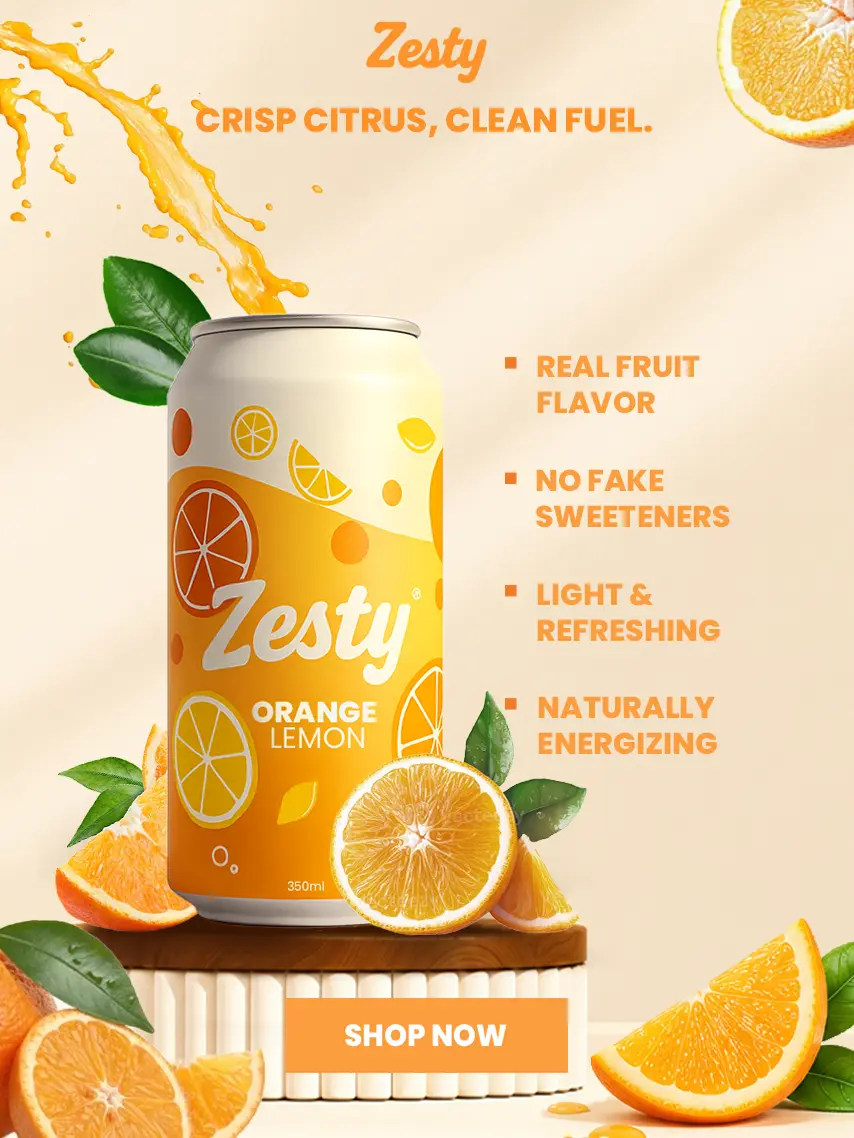 Zesty
CRISP CITRUS, CLEAN FUEL.
REAL FRUIT
FLAVOR
NO FAKE
SWEETENERS
LIGHT &
REFRESHING
NATURALLY
ENERGIZING
Zesty®
ORANGE
LEMON
350ml
SHOP NOW